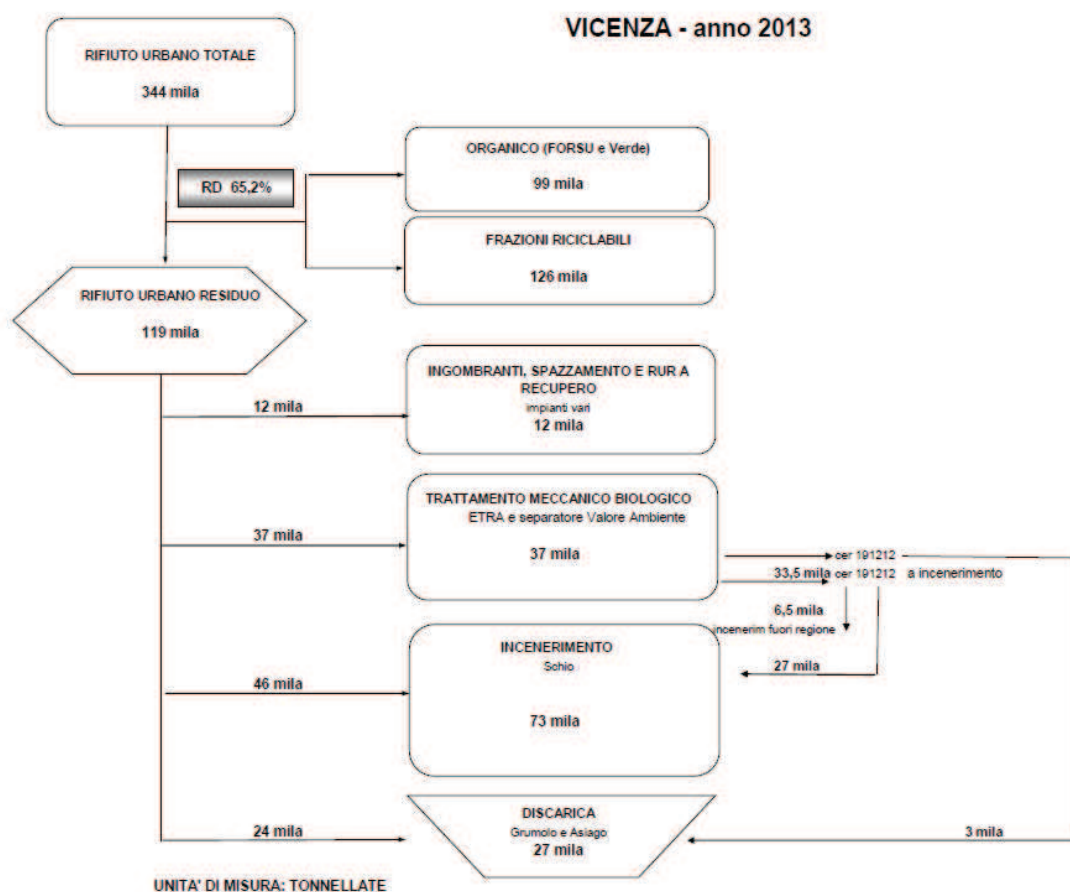 VICENZA - anno 2013
RIFIUTO URBANO TOTALE
344 mila
RD 65,2%
ORGANICO (FORSU e Verde)
99 mila
FRAZIONI RICICLABILI
126 mila
RIFIUTO URBANO RESIDUO
119 mila
INGOMBRANTI, SPAZZAMENTO E RUR A
RECUPERO
impianti vari
12 mila
12 mila
TRATTAMENTO MECCANICO BIOLOGICO
ETRA e separatore Valore Ambiente
37 mila
37 mila
cer 191212
33,5 mila cer 191212 a incenerimento
6,5 mila
incenerim fuori regione
INCENERIMENTO
Schio
27 mila
46 mila
73 mila
DISCARICA
24 mila
Grumolo e Asiago
3 mila
27 mila
UNITA' DI MISURA: TONNELLATE